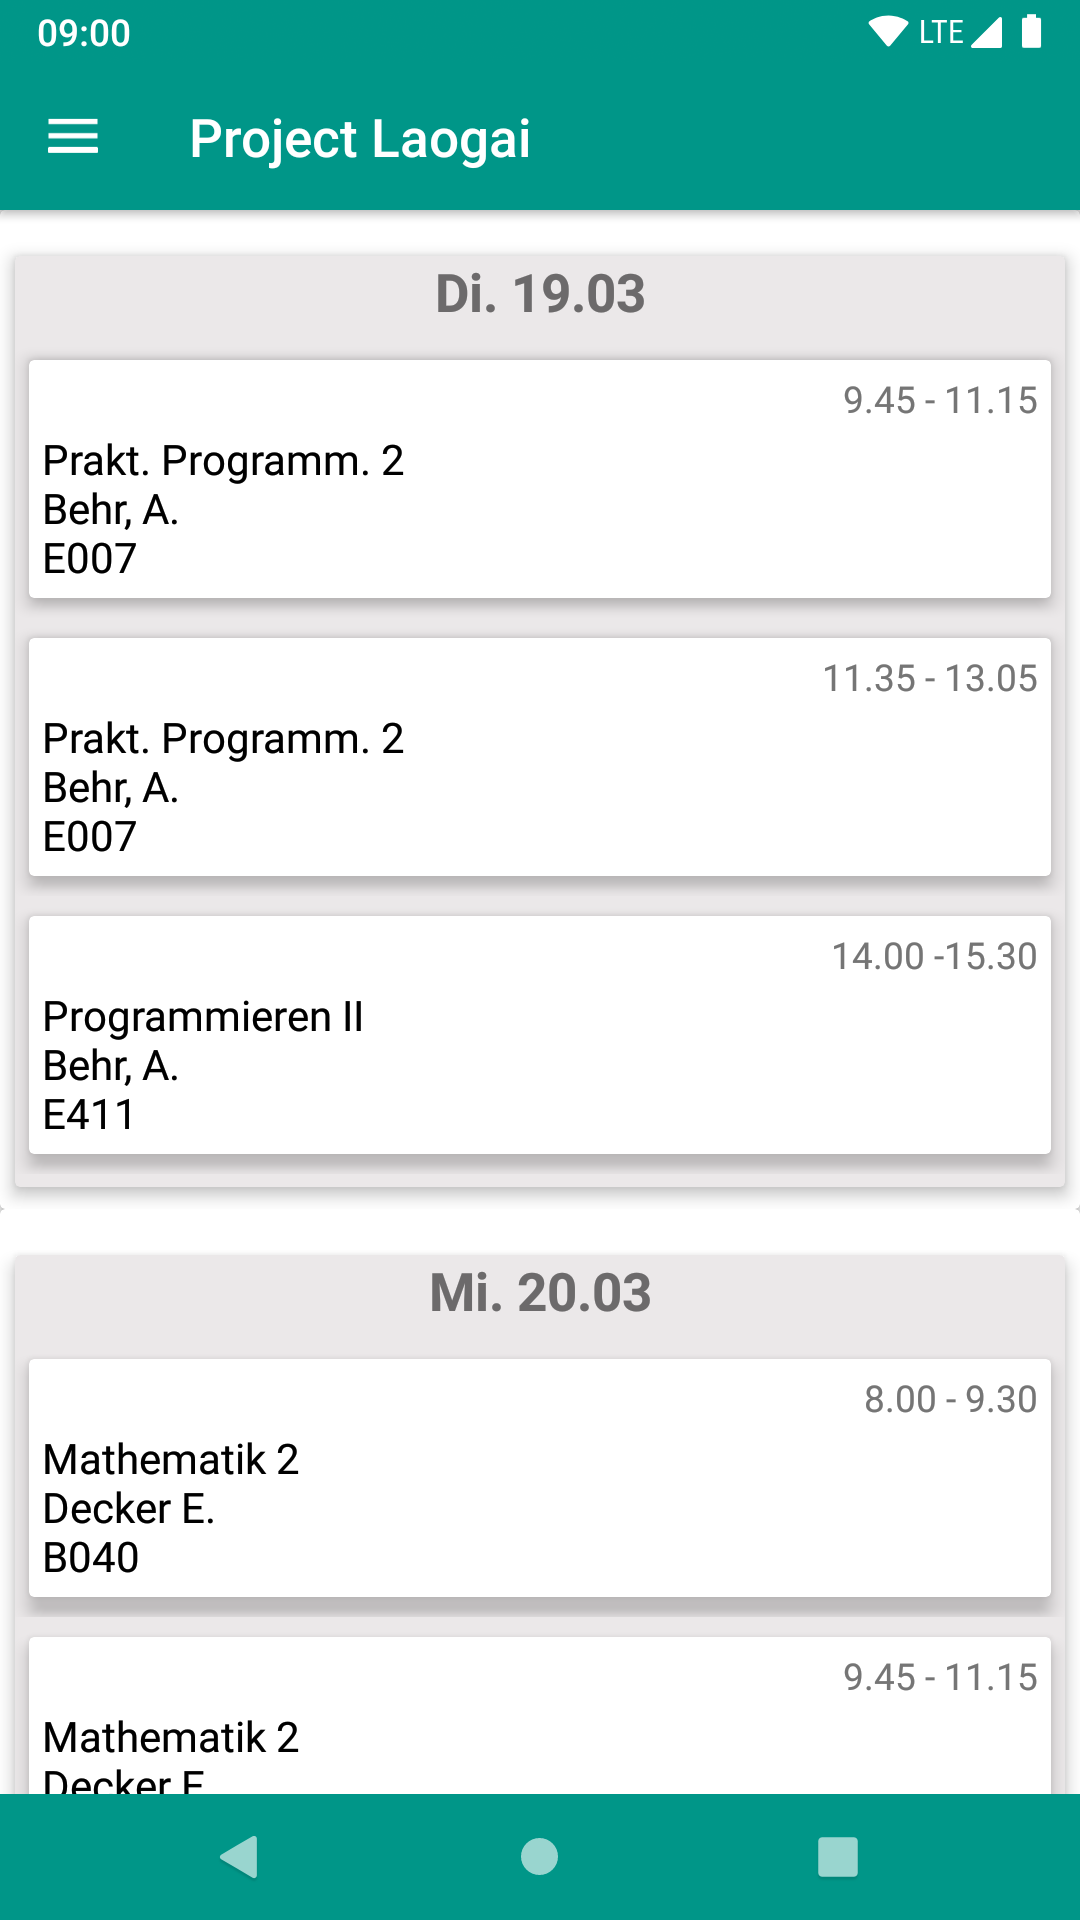 09:00
LTE
Project Laogai
Di. 19.03
9.45 - 11.15
Prakt. Programm. 2
Behr, A.
E007
11.35 - 13.05
Prakt. Programm. 2
Behr, A.
E007
14.00 -15.30
Programmieren II
Behr, A.
E411
Mi. 20.03
8.00 - 9.30
Mathematik 2
Decker E.
B040
9.45 - 11.15
Mathematik 2
Decker E